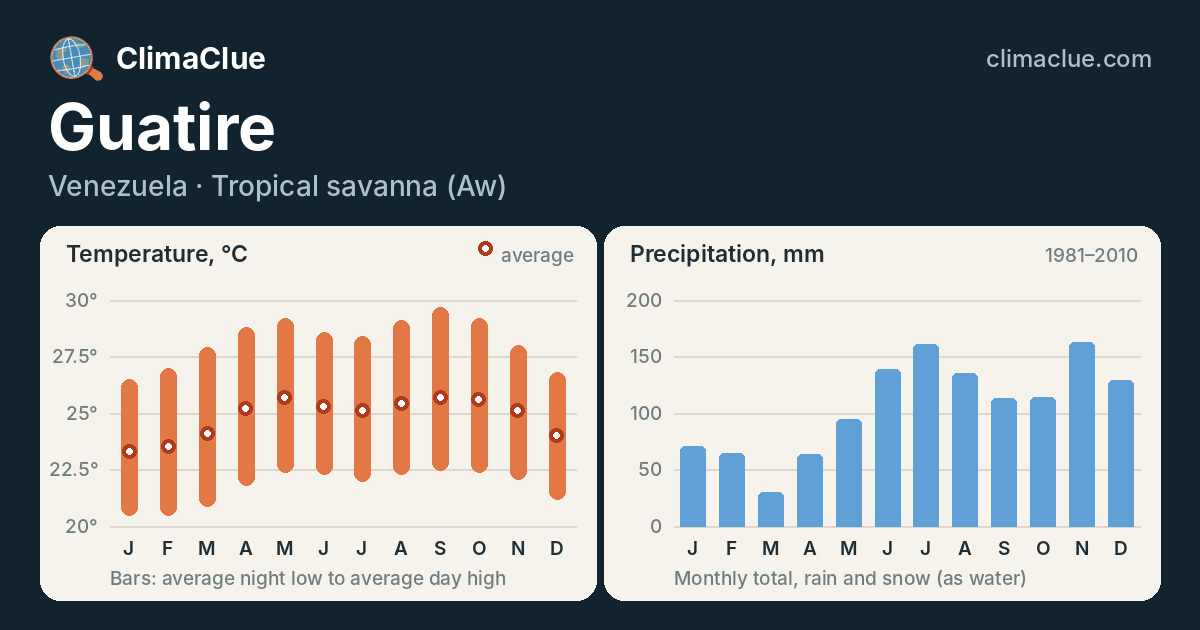 ClimaClue
climaclue.com
Guatire
Venezuela · Tropical savanna (Aw)
Temperature, °C
average
30°
27.5°
25°
22.5°
20°
J F M A M J J A S O N D
Bars: average night low to average day high
Precipitation, mm
1981–2010
200
150
100
50
0
J F M A M J J A S O N D
Monthly total, rain and snow (as water)